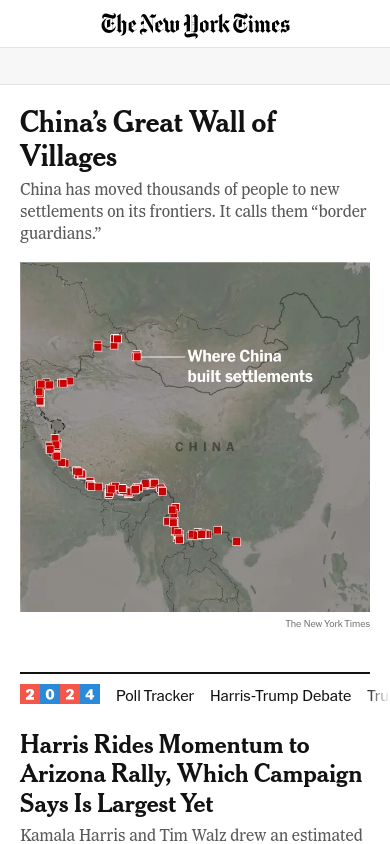 The New York Times
China’s Great Wall of
Villages
China has moved thousands of people to new
settlements on its frontiers. It calls them “border
guardians.”
Where China
built settlements
CHINA
The New York Times
2024 Poll Tracker Harris-Trump Debate Tru
Harris Rides Momentum to
Arizona Rally, Which Campaign
Says Is Largest Yet
Kamala Harris and Tim Walz drew an estimated